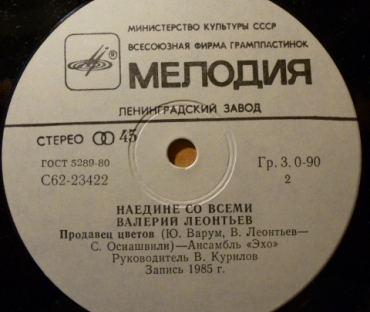 МИНИСТЕРСТВО КУЛЬТУРЫ СССР
ВСЕСОЮЗНАЯ ФИРМА ГРАМПЛАСТИНОК
МЕЛОДИЯ
ЛЕНИНГРАДСКИЙ ЗАВОД
СТЕРЕО 45
ГОСТ 5289-80
С62-23422
Гр. 3, 0-90
2
НАЕДИНЕ СО ВСЕМИ
ВАЛЕРИЙ ЛЕОНТЬЕВ
Продавец цветов (Ю. Варум, В. Леонтьев—
С. Осиашвили)—Ансамбль «Эхо»
Руководитель В. Курилов
Запись 1985 г.